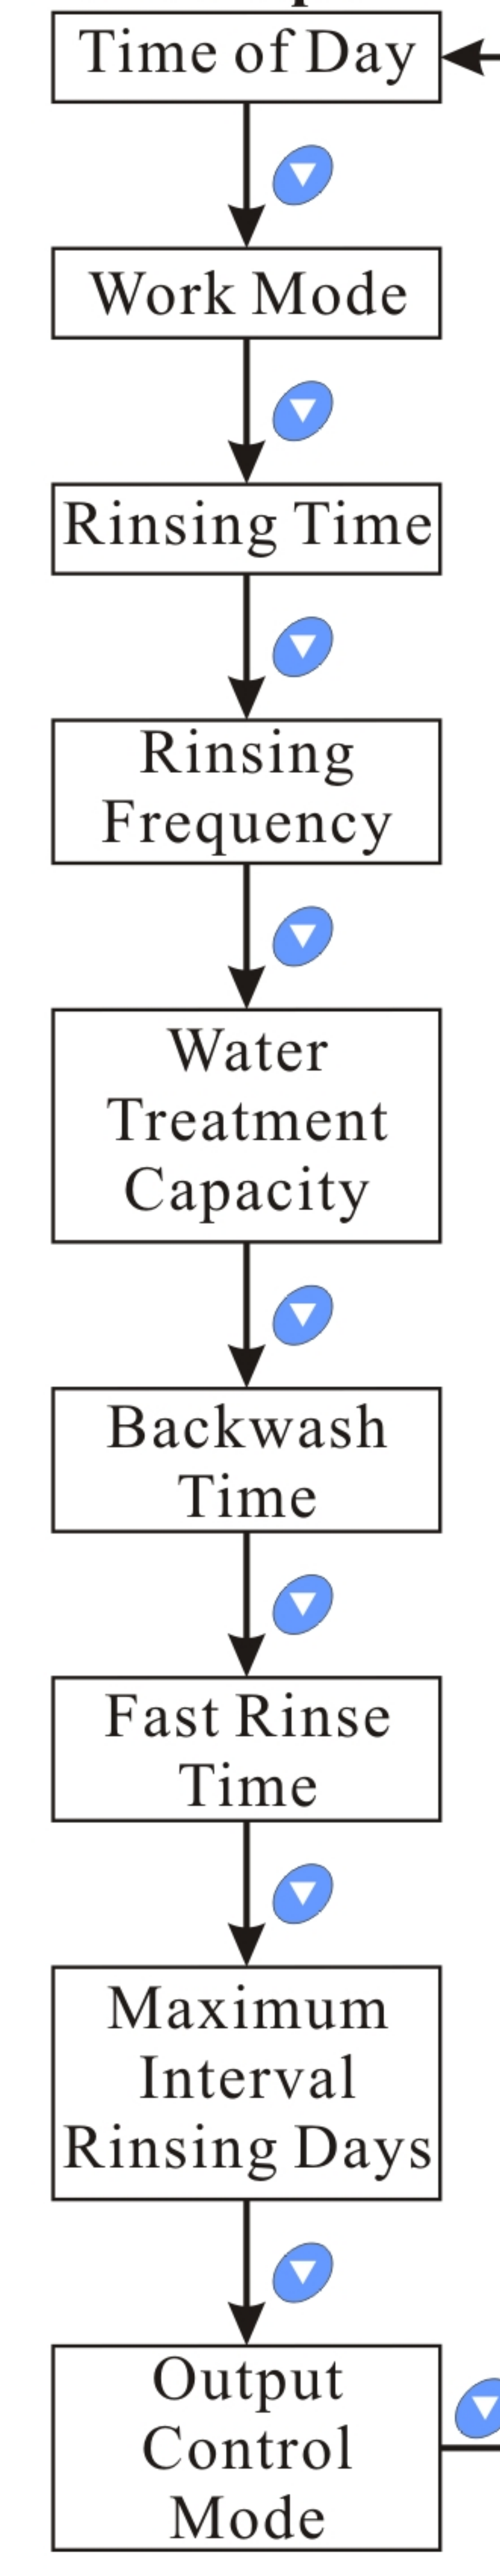 Time of Day
Work Mode
Rinsing Time
Rinsing
Frequency
Water
Treatment
Capacity
Backwash
Time
Fast Rinse
Time
Maximum
Interval
Rinsing Days
Output
Control
Mode